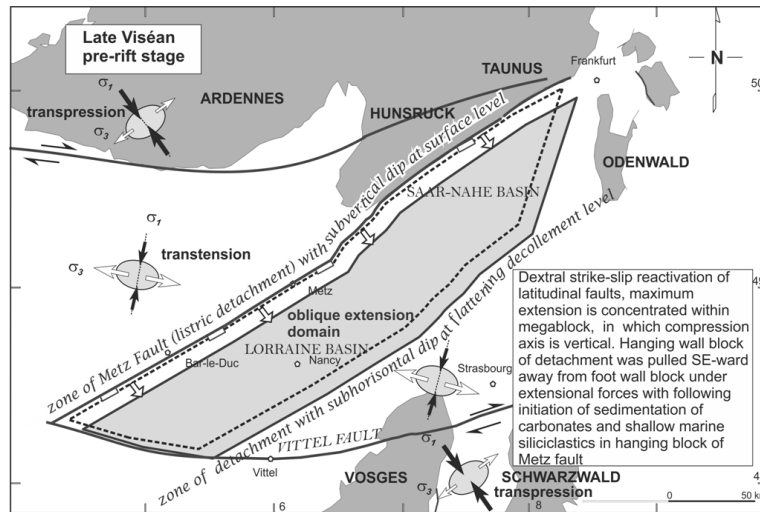 Late Viséan
pre-rift stage
σ1
transpression
σ3
ARDENNES
TAUNUS
HUNSRUCK
Frankfurt
N
50
ODENWALD
SAAR-NAHE BASIN
zone of Metz Fault (listric detachment) with subvertical dip at surface level
σ1
σ3
transtension
Metz
oblique extension
domain
LORRAINE BASIN
Bar-le-Duc
Nancy
zone of detachment with subhorisontal dip at flattening decollement level
Dextral strike-slip reactivation of
latitudinal faults, maximum
extension is concentrated within
megablock, in which compression
axis is vertical. Hanging wall block
of detachment was pulled SE-ward
away from foot wall block under
extensional forces with following
initiation of sedimentation of
carbonates and shallow marine
siliciclastics in hanging block of
Metz fault
Strasbourg
VITTEL FAULT
Vittel
VOSGES
σ1
σ3
SCHWARZWALD
transpression
6
8
0